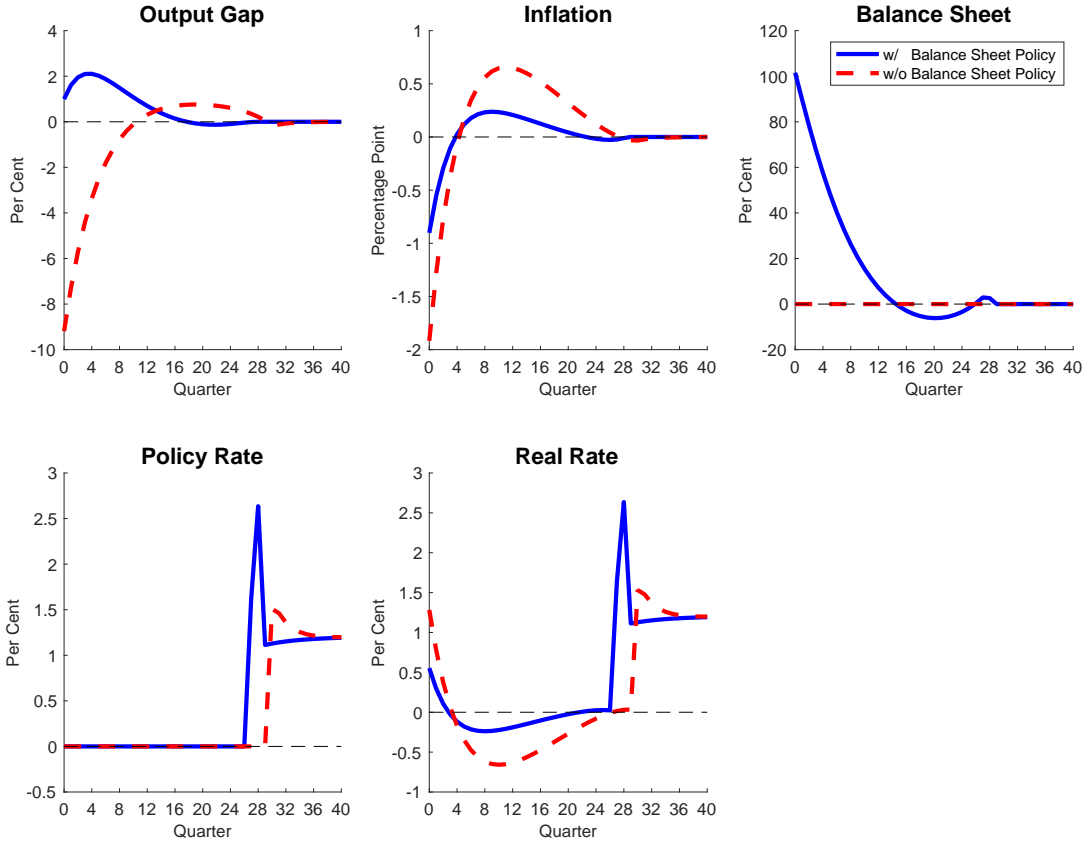 Output Gap
Per Cent
4
2
0
-2
-4
-6
-8
-10
0 4 8 12 16 20 24 28 32 36 40
Quarter
Inflation
Percentage Point
1
0.5
0
-0.5
-1
-1.5
-2
0 4 8 12 16 20 24 28 32 36 40
Quarter
Balance Sheet
w/ Balance Sheet Policy
w/o Balance Sheet Policy
Per Cent
120
100
80
60
40
20
0
-20
0 4 8 12 16 20 24 28 32 36 40
Quarter
Policy Rate
Per Cent
3
2.5
2
1.5
1
0.5
0
-0.5
0 4 8 12 16 20 24 28 32 36 40
Quarter
Real Rate
Per Cent
3
2.5
2
1.5
1
0.5
0
-0.5
-1
0 4 8 12 16 20 24 28 32 36 40
Quarter